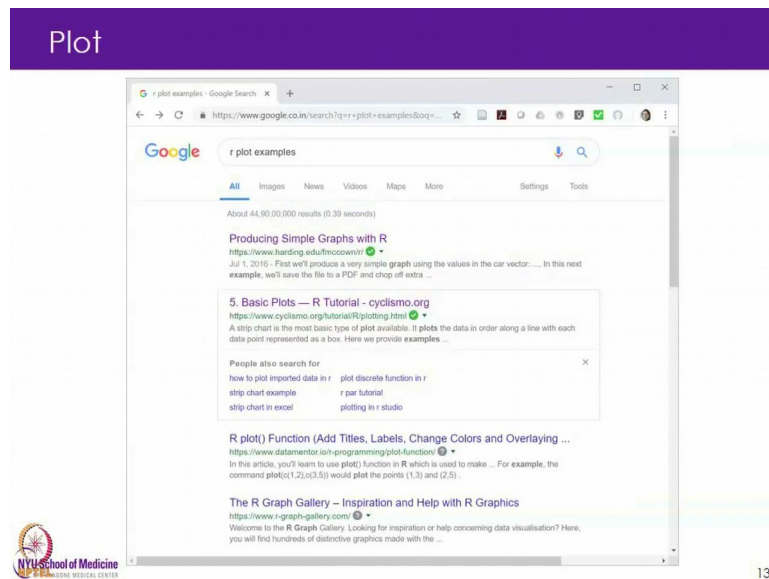 Plot
r plot examples - Google Search
https://www.google.co.in/search?q=r+plot+examples&oq=...
Google
r plot examples
All Images News Videos Maps More Settings Tools
About 44,90,00,000 results (0.39 seconds)
Producing Simple Graphs with R
https://www.harding.edu/fmccown/r/
Jul 1, 2016 - First we'll produce a very simple graph using the values in the car vector: .... In this next
example, we'll save the file to a PDF and chop off extra ...
5. Basic Plots — R Tutorial - cyclismo.org
https://www.cyclismo.org/tutorial/R/plotting.html
A strip chart is the most basic type of plot available. It plots the data in order along a line with each
data point represented as a box. Here we provide examples ...
People also search for
how to plot imported data in r plot discrete function in r
strip chart example r par tutorial
strip chart in excel plotting in r studio
R plot() Function (Add Titles, Labels, Change Colors and Overlaying ...
https://www.datamentor.io/r-programming/plot-function/
In this article, you'll learn to use plot() function in R which is used to make ... For example, the
command plot(c(1,2),c(3,5)) would plot the points (1,3) and (2,5) .
The R Graph Gallery – Inspiration and Help with R Graphics
https://www.r-graph-gallery.com/
Welcome to the R Graph Gallery. Looking for inspiration or help concerning data visualisation? Here,
you will find hundreds of distinctive graphics made with the ...
NYU School of Medicine
NPTEL LANGONE MEDICAL CENTER
13